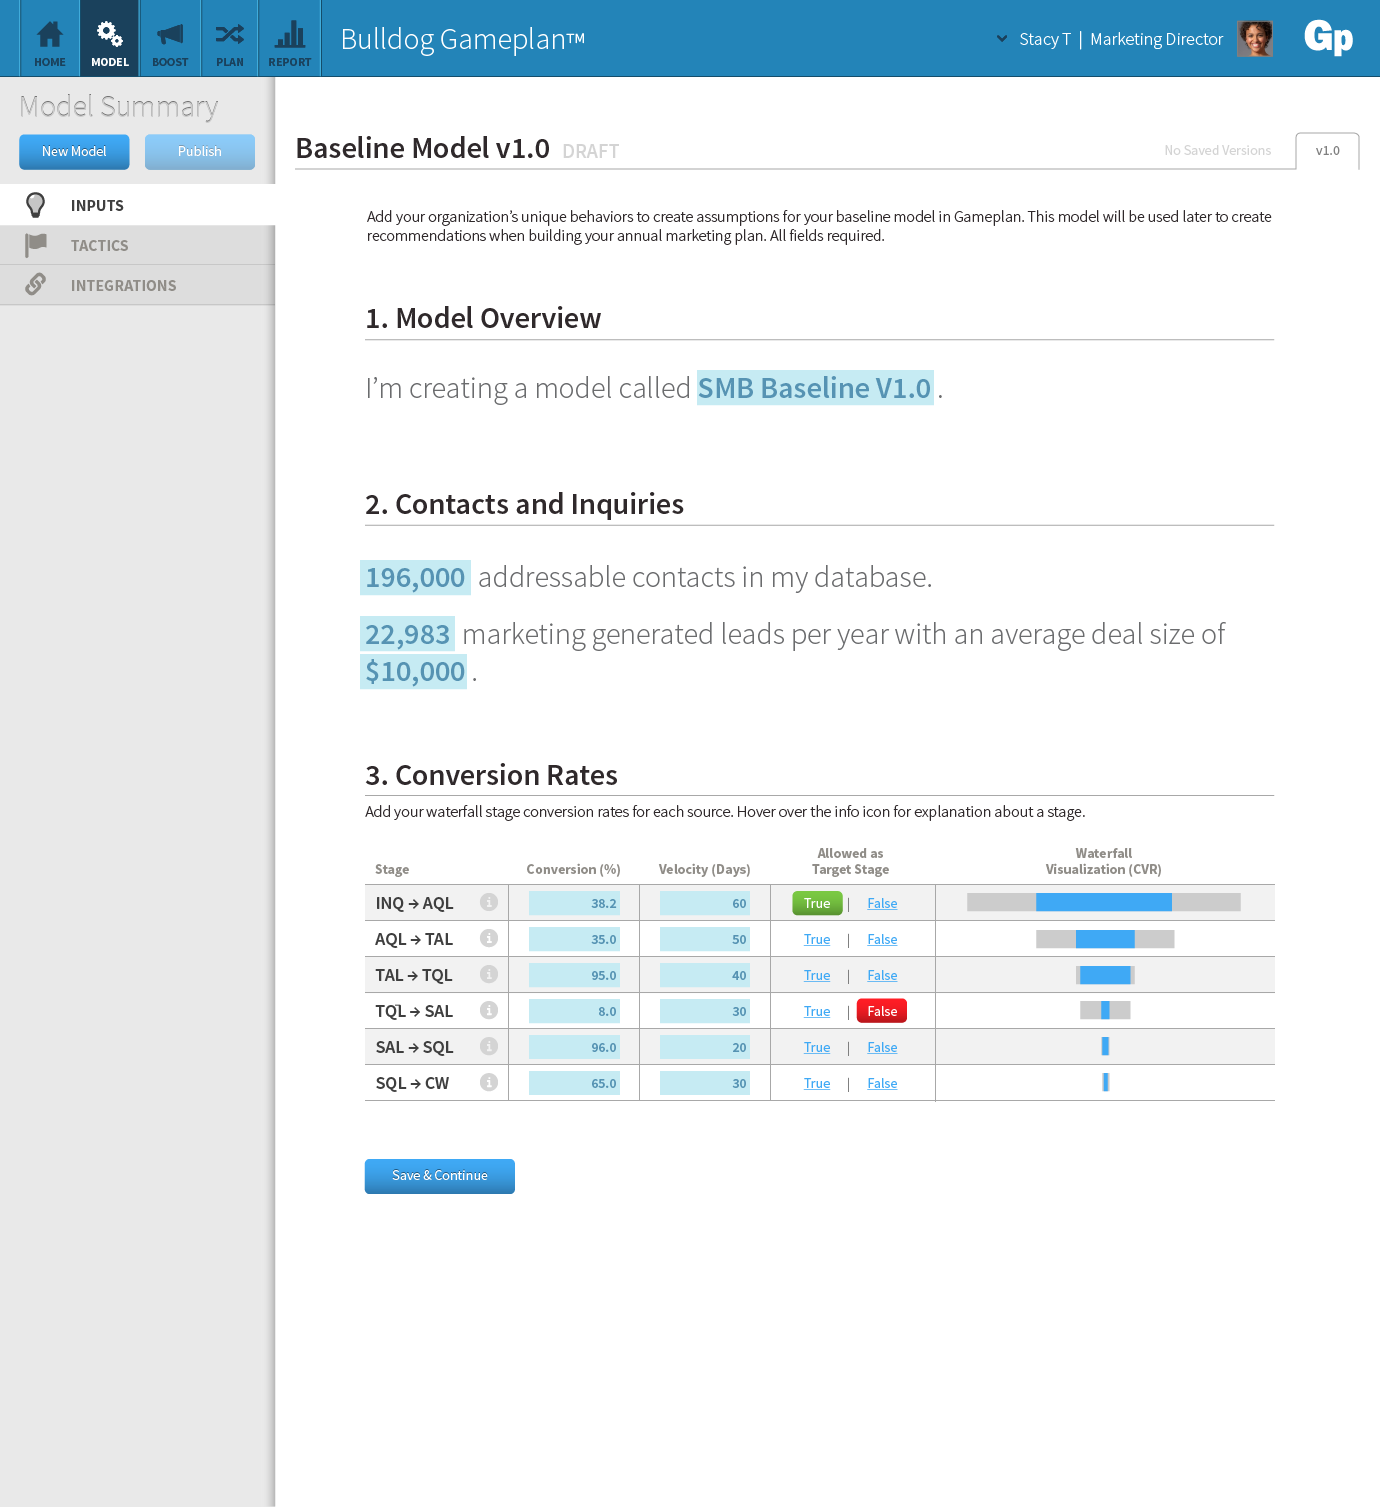 HOME MODEL BOOST PLAN REPORT Bulldog Gameplan™ Stacy T | Marketing Director Gp
Model Summary
New Model Publish
INPUTS
TACTICS
INTEGRATIONS
Baseline Model v1.0 DRAFT No Saved Versions v1.0
Add your organization’s unique behaviors to create assumptions for your baseline model in Gameplan. This model will be used later to create
recommendations when building your annual marketing plan. All fields required.
1. Model Overview
I’m creating a model called SMB Baseline V1.0 .
2. Contacts and Inquiries
196,000 addressable contacts in my database.
22,983 marketing generated leads per year with an average deal size of
$10,000 .
3. Conversion Rates
Add your waterfall stage conversion rates for each source. Hover over the info icon for explanation about a stage.
Allowed as Waterfall
Stage Conversion (%) Velocity (Days) Target Stage Visualization (CVR)
INQ → AQL i 38.2 60 True | False
AQL → TAL i 35.0 50 True | False
TAL → TQL i 95.0 40 True | False
TQL → SAL i 8.0 30 True | False
SAL → SQL i 96.0 20 True | False
SQL → CW i 65.0 30 True | False
Save & Continue